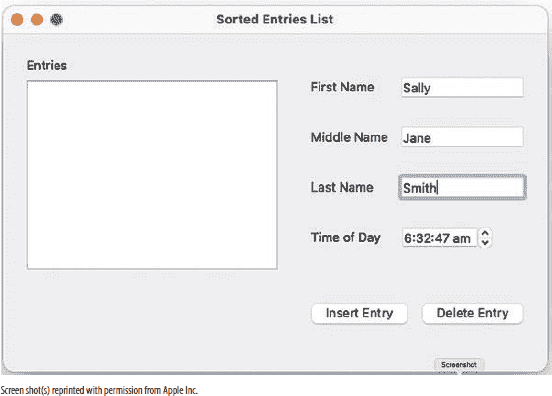 Sorted Entries List
Entries
First Name Sally
Middle Name Jane
Last Name Smith
Time of Day 6:32:47 am
Insert Entry Delete Entry
Screenshot
Screen shot(s) reprinted with permission from Apple Inc.